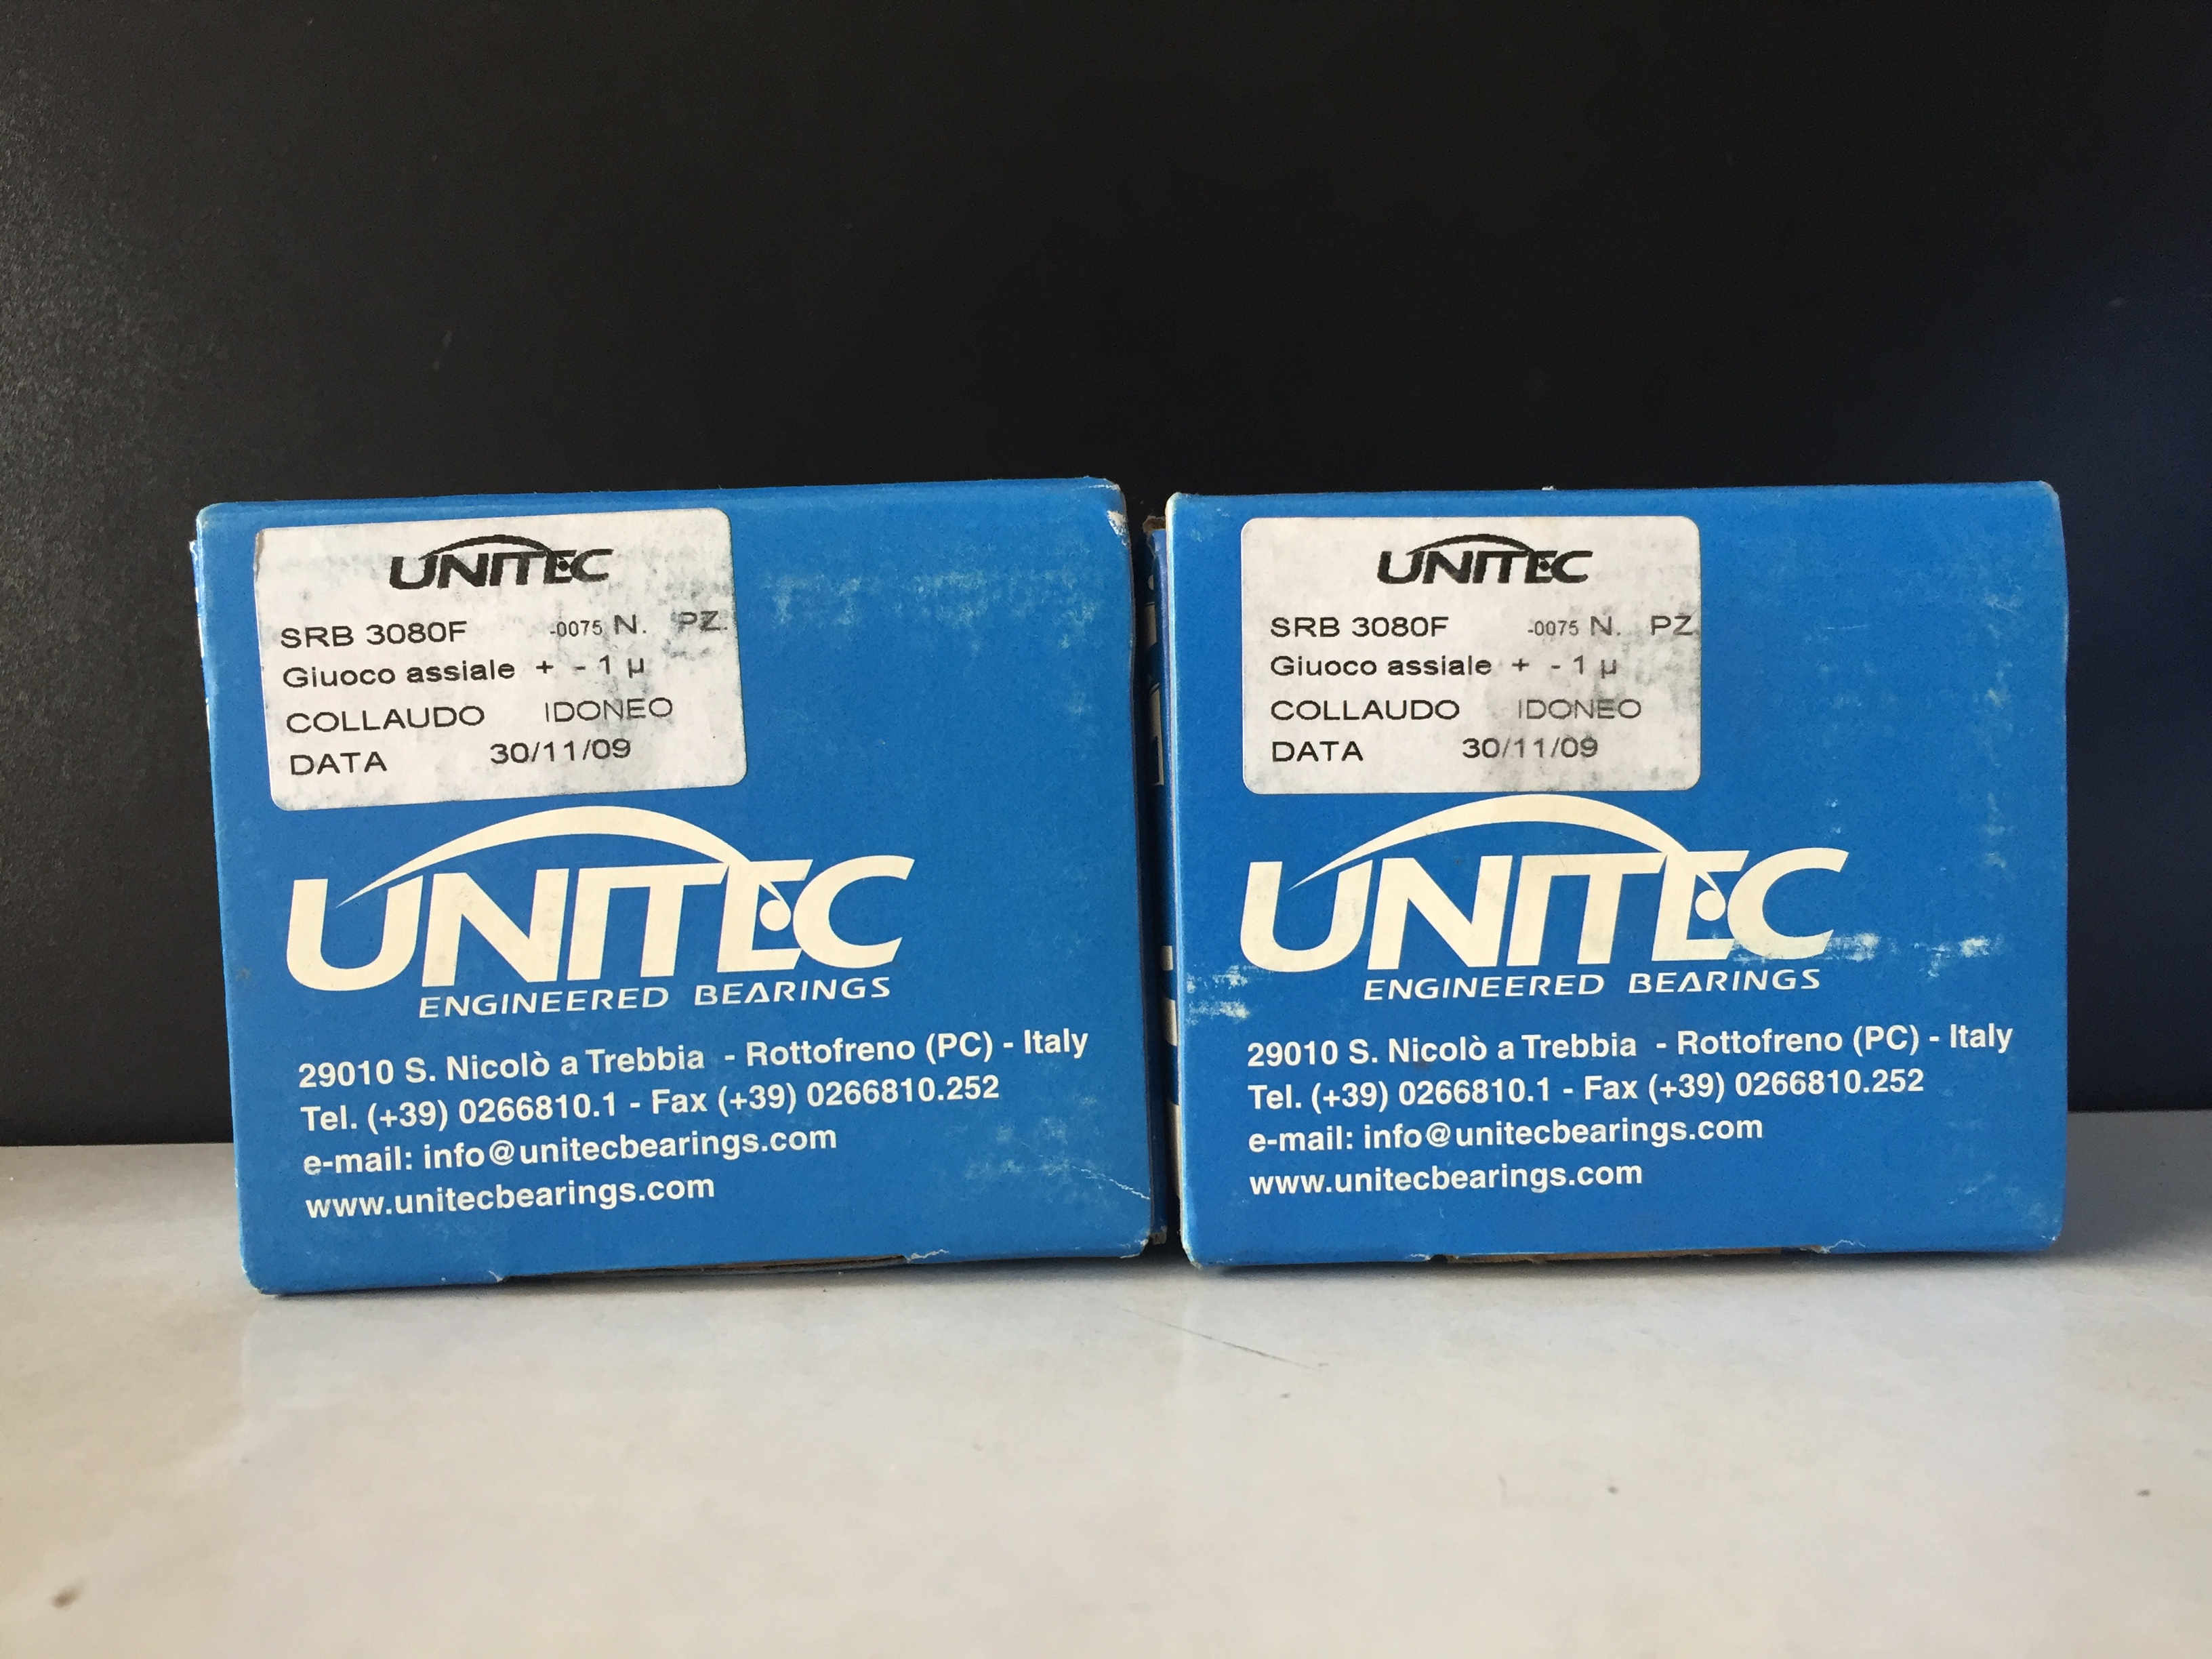 UNITEC
SRB 3080F -0075 N. PZ.
Giuoco assiale + - 1 µ
COLLAUDO IDONEO
DATA 30/11/09
UNITEC
ENGINEERED BEARINGS
29010 S. Nicolò a Trebbia - Rottofreno (PC) - Italy
Tel. (+39) 0266810.1 - Fax (+39) 0266810.252
e-mail: info@unitecbearings.com
www.unitecbearings.com
UNITEC
SRB 3080F -0075 N. PZ
Giuoco assiale + - 1 µ
COLLAUDO IDONEO
DATA 30/11/09
UNITEC
ENGINEERED BEARINGS
29010 S. Nicolò a Trebbia - Rottofreno (PC) - Italy
Tel. (+39) 0266810.1 - Fax (+39) 0266810.252
e-mail: info@unitecbearings.com
www.unitecbearings.com